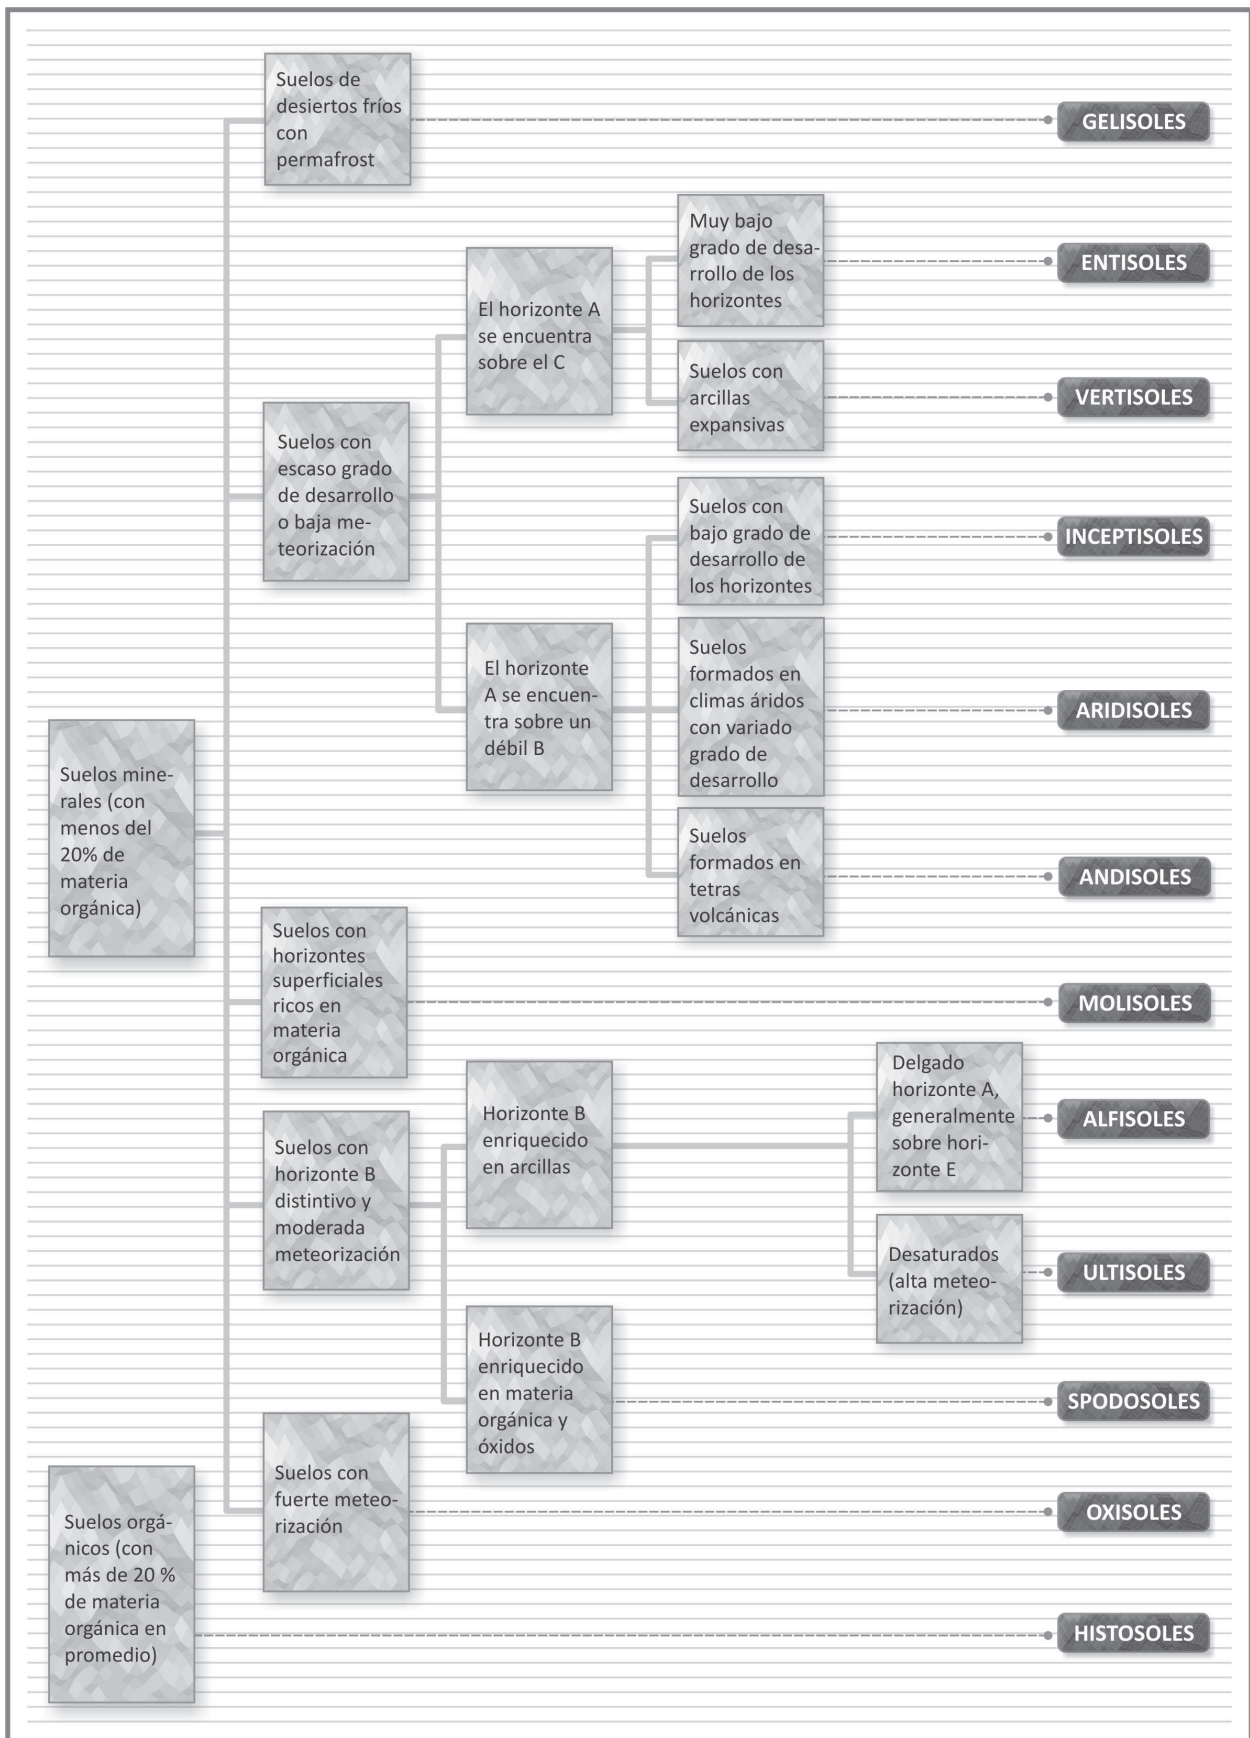 Suelos de
desiertos fríos
con
permafrost
GELISOLES
Muy bajo
grado de desa-
rrollo de los
horizontes
ENTISOLES
El horizonte A
se encuentra
sobre el C
Suelos con
arcillas
expansivas
VERTISOLES
Suelos con
escaso grado
de desarrollo
o baja me-
teorización
Suelos con
bajo grado de
desarrollo de
los horizontes
INCEPTISOLES
El horizonte
A se encuen-
tra sobre un
débil B
Suelos
formados en
climas áridos
con variado
grado de
desarrollo
ARIDISOLES
Suelos mine-
rales (con
menos del
20% de
materia
orgánica)
Suelos
formados en
tetras
volcánicas
ANDISOLES
Suelos con
horizontes
superficiales
ricos en
materia
orgánica
MOLISOLES
Delgado
horizonte A,
generalmente
sobre hori-
zonte E
ALFISOLES
Horizonte B
enriquecido
en arcillas
Suelos con
horizonte B
distintivo y
moderada
meteorización
Desaturados
(alta meteo-
rización)
ULTISOLES
Horizonte B
enriquecido
en materia
orgánica y
óxidos
SPODOSOLES
Suelos con
fuerte meteo-
rización
OXISOLES
Suelos orgá-
nicos (con
más de 20 %
de materia
orgánica en
promedio)
HISTOSOLES